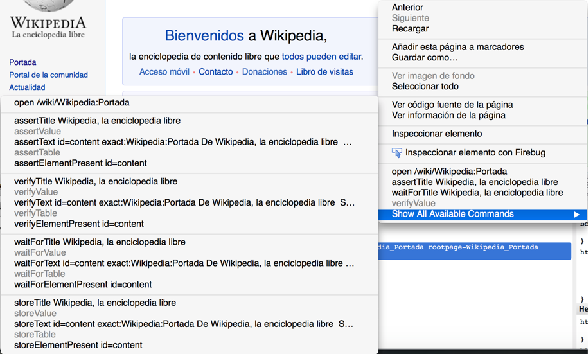 WIKIPEDIA
La enciclopedia libre
Portada
Portal de la comunidad
Actualidad
Bienvenidos a Wikipedia,
la enciclopedia de contenido libre que todos pueden editar.
Acceso móvil · Contacto · Donaciones · Libro de visitas
Anterior
Siguiente
Recargar
Añadir esta página a marcadores
Guardar como…
Ver imagen de fondo
Seleccionar todo
Ver código fuente de la página
Ver información de la página
Inspeccionar elemento
Inspeccionar elemento con Firebug
open /wiki/Wikipedia:Portada
assertTitle Wikipedia, la enciclopedia libre
waitForTitle Wikipedia, la enciclopedia libre
verifyValue
Show All Available Commands
open /wiki/Wikipedia:Portada
assertTitle Wikipedia, la enciclopedia libre
assertValue
assertText id=content exact:Wikipedia:Portada De Wikipedia, la enciclopedia libre ...
assertTable
assertElementPresent id=content
verifyTitle Wikipedia, la enciclopedia libre
verifyValue
verifyText id=content exact:Wikipedia:Portada De Wikipedia, la enciclopedia libre S...
verifyTable
verifyElementPresent id=content
waitForTitle Wikipedia, la enciclopedia libre
waitForValue
waitForText id=content exact:Wikipedia:Portada De Wikipedia, la enciclopedia libre ...
waitForTable
waitForElementPresent id=content
storeTitle Wikipedia, la enciclopedia libre
storeValue
storeText id=content exact:Wikipedia:Portada De Wikipedia, la enciclopedia libre S...
storeTable
storeElementPresent id=content
Portada rootpage-Wikipedia_Portada